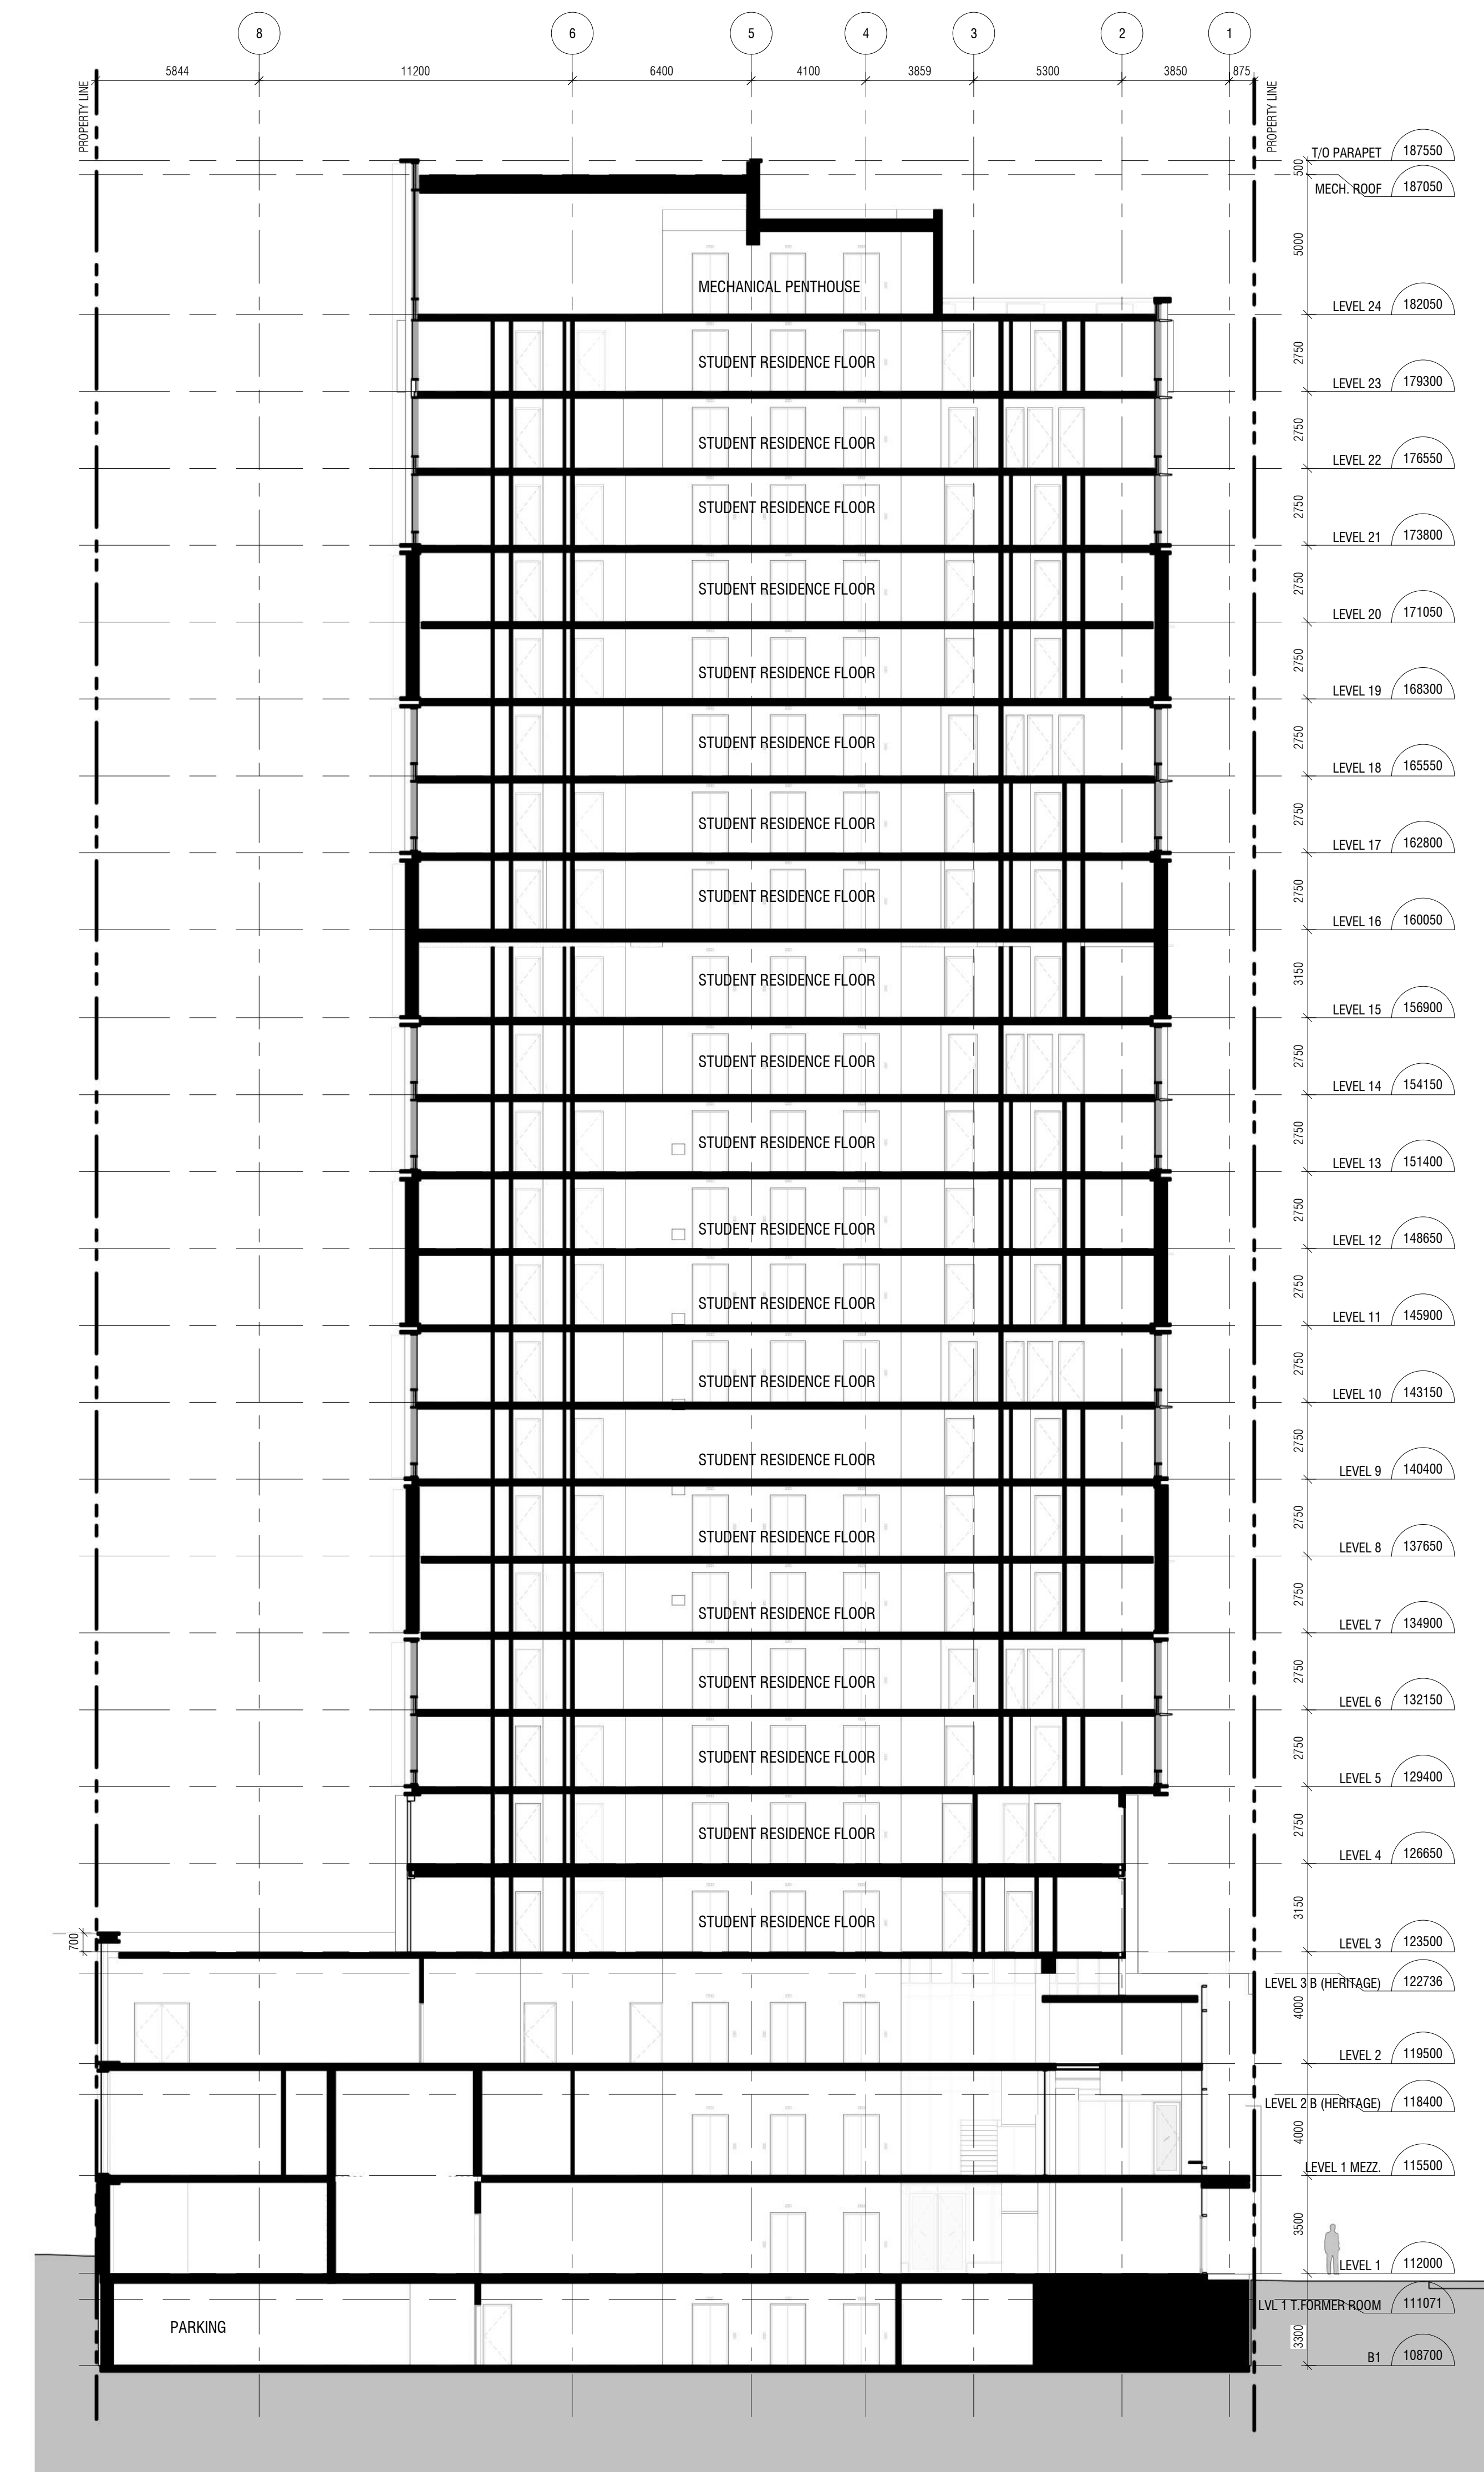 8
6
5
4
3
2
1
5844
11200
6400
4100
3859
5300
3850
875
PROPERTY LINE
PROPERTY LINE
T/O PARAPET 187550
500
MECH. ROOF 187050
5000
MECHANICAL PENTHOUSE
LEVEL 24 182050
2750
STUDENT RESIDENCE FLOOR
LEVEL 23 179300
2750
STUDENT RESIDENCE FLOOR
LEVEL 22 176550
2750
STUDENT RESIDENCE FLOOR
LEVEL 21 173800
2750
STUDENT RESIDENCE FLOOR
LEVEL 20 171050
2750
STUDENT RESIDENCE FLOOR
LEVEL 19 168300
2750
STUDENT RESIDENCE FLOOR
LEVEL 18 165550
2750
STUDENT RESIDENCE FLOOR
LEVEL 17 162800
2750
STUDENT RESIDENCE FLOOR
LEVEL 16 160050
3150
STUDENT RESIDENCE FLOOR
LEVEL 15 156900
2750
STUDENT RESIDENCE FLOOR
LEVEL 14 154150
2750
STUDENT RESIDENCE FLOOR
LEVEL 13 151400
2750
STUDENT RESIDENCE FLOOR
LEVEL 12 148650
2750
STUDENT RESIDENCE FLOOR
LEVEL 11 145900
2750
STUDENT RESIDENCE FLOOR
LEVEL 10 143150
2750
STUDENT RESIDENCE FLOOR
LEVEL 9 140400
2750
STUDENT RESIDENCE FLOOR
LEVEL 8 137650
2750
STUDENT RESIDENCE FLOOR
LEVEL 7 134900
2750
STUDENT RESIDENCE FLOOR
LEVEL 6 132150
2750
STUDENT RESIDENCE FLOOR
LEVEL 5 129400
2750
STUDENT RESIDENCE FLOOR
LEVEL 4 126650
3150
STUDENT RESIDENCE FLOOR
700
LEVEL 3 123500
LEVEL 3 B (HERITAGE) 122736
4000
LEVEL 2 119500
LEVEL 2 B (HERITAGE) 118400
4000
LEVEL 1 MEZZ. 115500
3500
LEVEL 1 112000
LVL 1 T.FORMER ROOM 111071
PARKING
3300
B1 108700